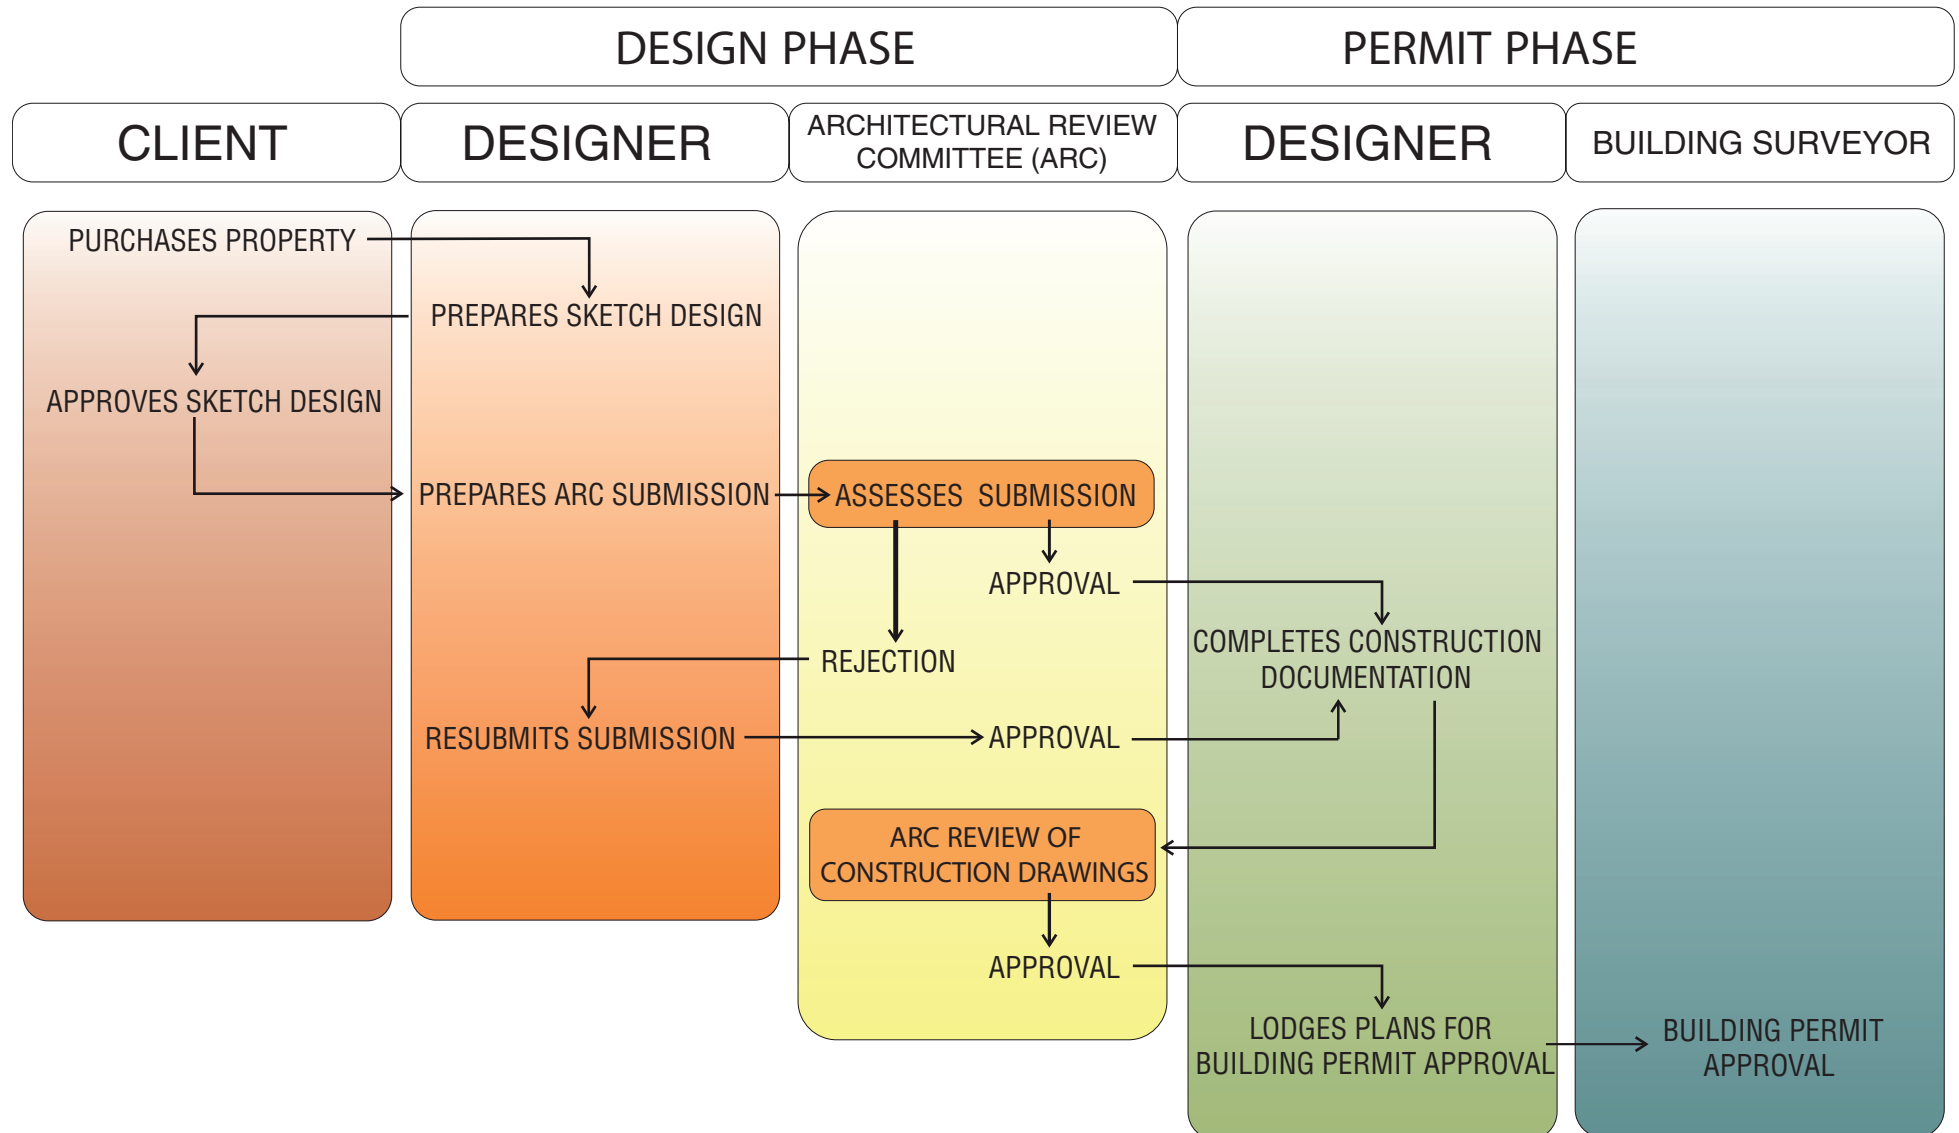 DESIGN PHASE
PERMIT PHASE
CLIENT
DESIGNER
ARCHITECTURAL REVIEW
COMMITTEE (ARC)
DESIGNER
BUILDING SURVEYOR
PURCHASES PROPERTY
PREPARES SKETCH DESIGN
APPROVES SKETCH DESIGN
PREPARES ARC SUBMISSION
ASSESSES SUBMISSION
APPROVAL
COMPLETES CONSTRUCTION
DOCUMENTATION
REJECTION
RESUBMITS SUBMISSION
APPROVAL
ARC REVIEW OF
CONSTRUCTION DRAWINGS
APPROVAL
LODGES PLANS FOR
BUILDING PERMIT APPROVAL
BUILDING PERMIT
APPROVAL